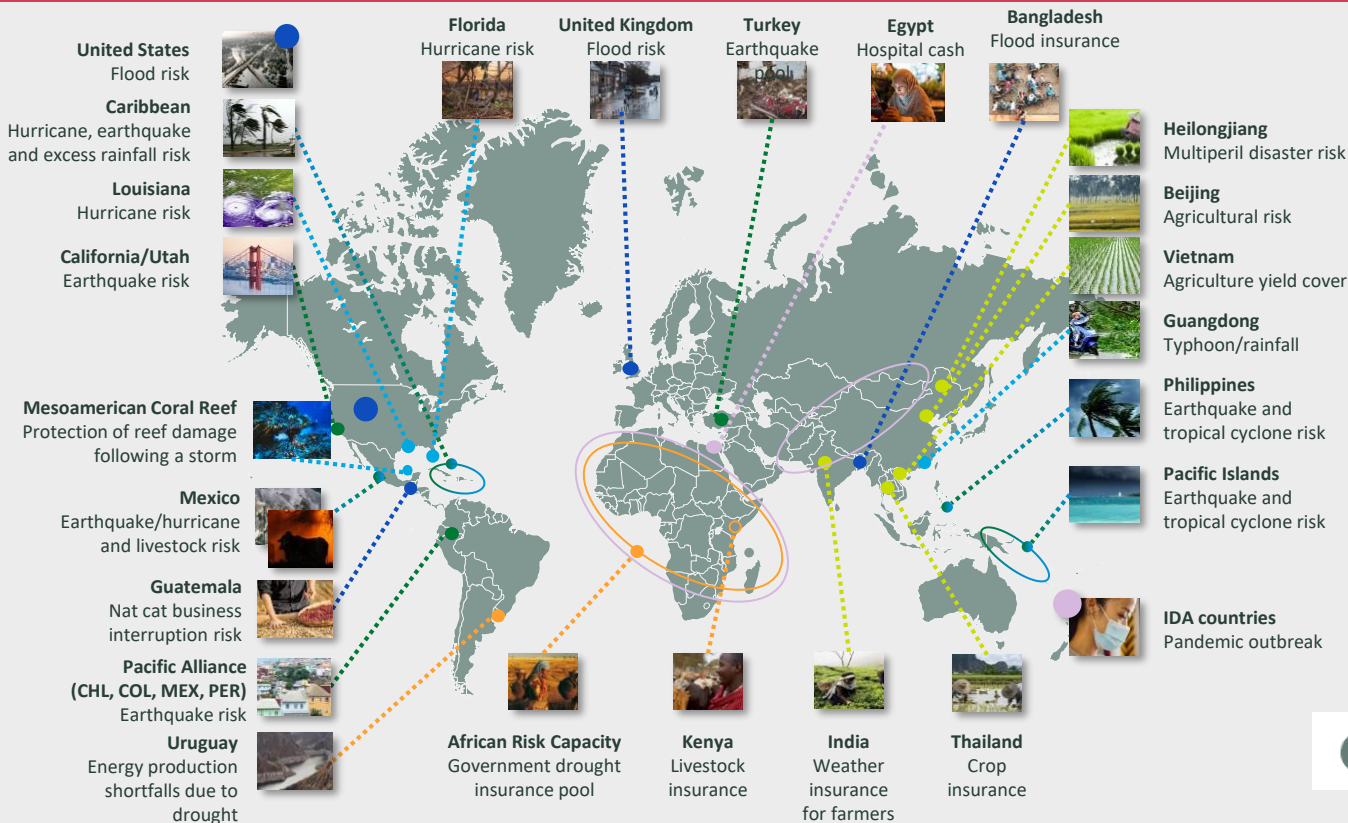 United States
Flood risk
Caribbean
Hurricane, earthquake
and excess rainfall risk
Louisiana
Hurricane risk
California/Utah
Earthquake risk
Mesoamerican Coral Reef
Protection of reef damage
following a storm
Mexico
Earthquake/hurricane
and livestock risk
Guatemala
Nat cat business
interruption risk
Pacific Alliance
(CHL, COL, MEX, PER)
Earthquake risk
Uruguay
Energy production
shortfalls due to
drought
Florida
Hurricane risk
United Kingdom
Flood risk
Turkey
Earthquake
pool
Egypt
Hospital cash
Bangladesh
Flood insurance
Heilongjiang
Multiperil disaster risk
Beijing
Agricultural risk
Vietnam
Agriculture yield cover
Guangdong
Typhoon/rainfall
Philippines
Earthquake and
tropical cyclone risk
Pacific Islands
Earthquake and
tropical cyclone risk
IDA countries
Pandemic outbreak
African Risk Capacity
Government drought
insurance pool
Kenya
Livestock
insurance
India
Weather
insurance
for farmers
Thailand
Crop
insurance